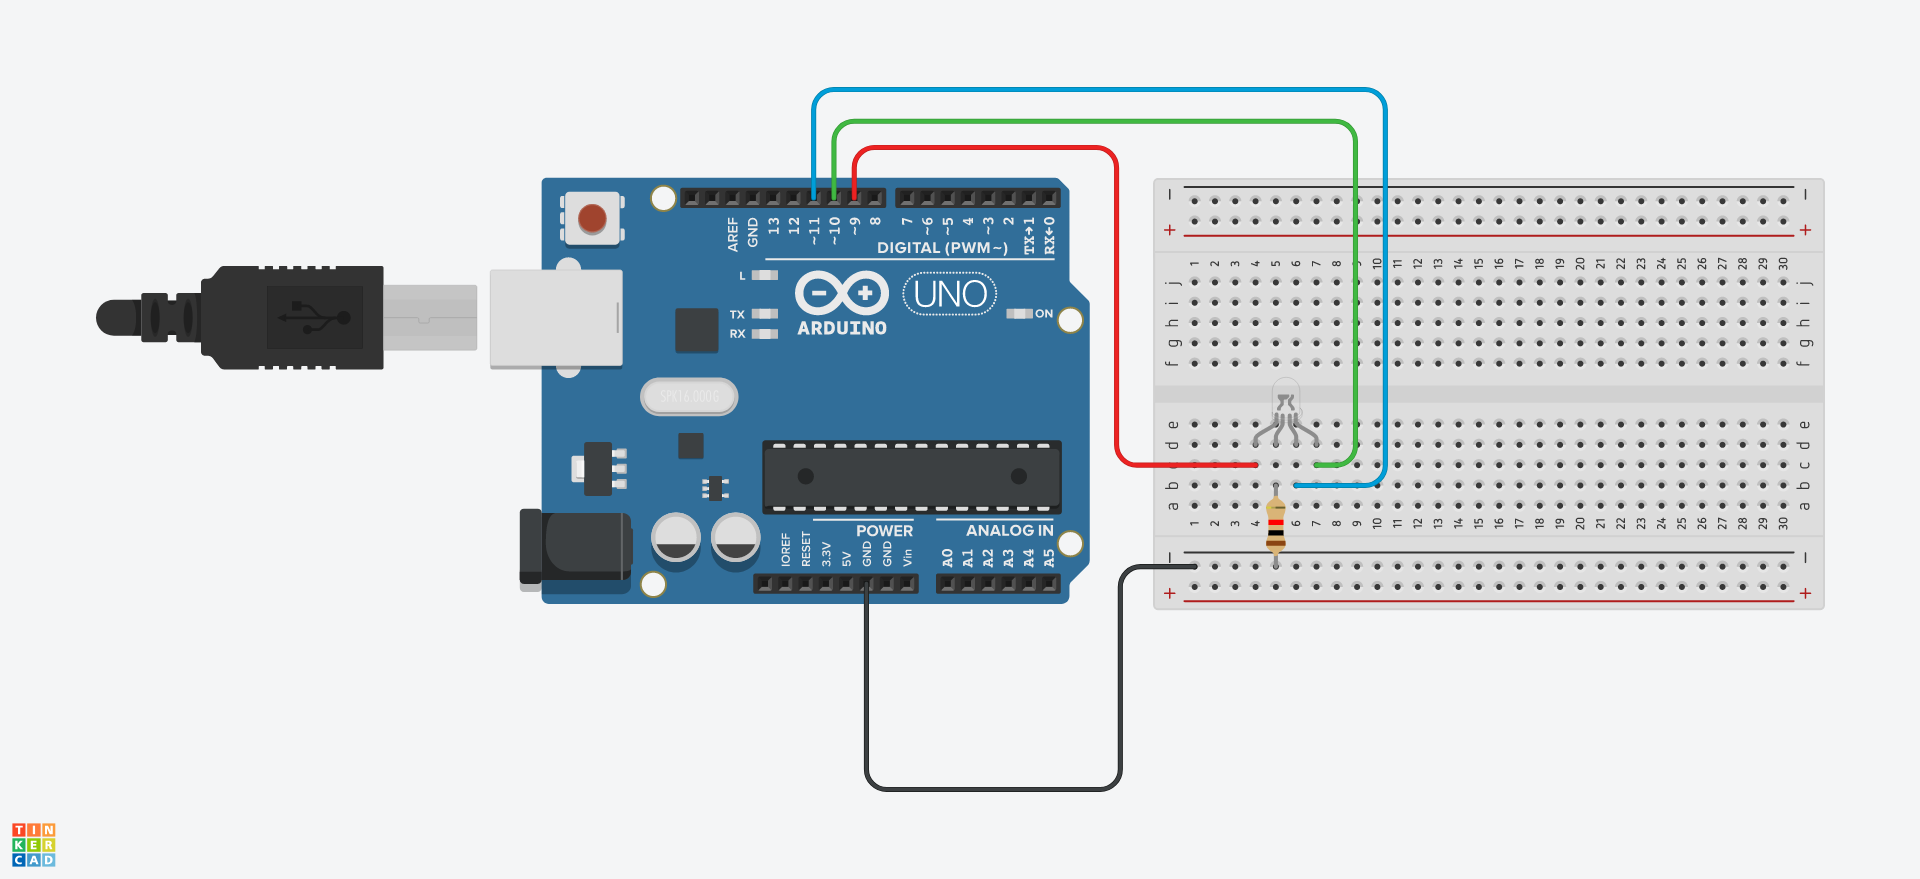 AREF
GND
13
12
~11
~10
~9
8
7
~6
~5
4
~3
2
TX→1
RX←0
DIGITAL (PWM~)
L
TX
RX
ARDUINO
UNO
ON
SPK16.000G
POWER
ANALOG IN
IOREF
RESET
3.3V
5V
GND
GND
Vin
A0
A1
A2
A3
A4
A5
− −
+ +
1 2 3 4 5 6 7 8 9 10 11 12 13 14 15 16 17 18 19 20 21 22 23 24 25 26 27 28 29 30
j j
i i
h h
g g
f f
e e
d d
c c
b b
a a
1 2 3 4 5 6 7 8 9 10 11 12 13 14 15 16 17 18 19 20 21 22 23 24 25 26 27 28 29 30
− −
+ +
TIN
KER
CAD